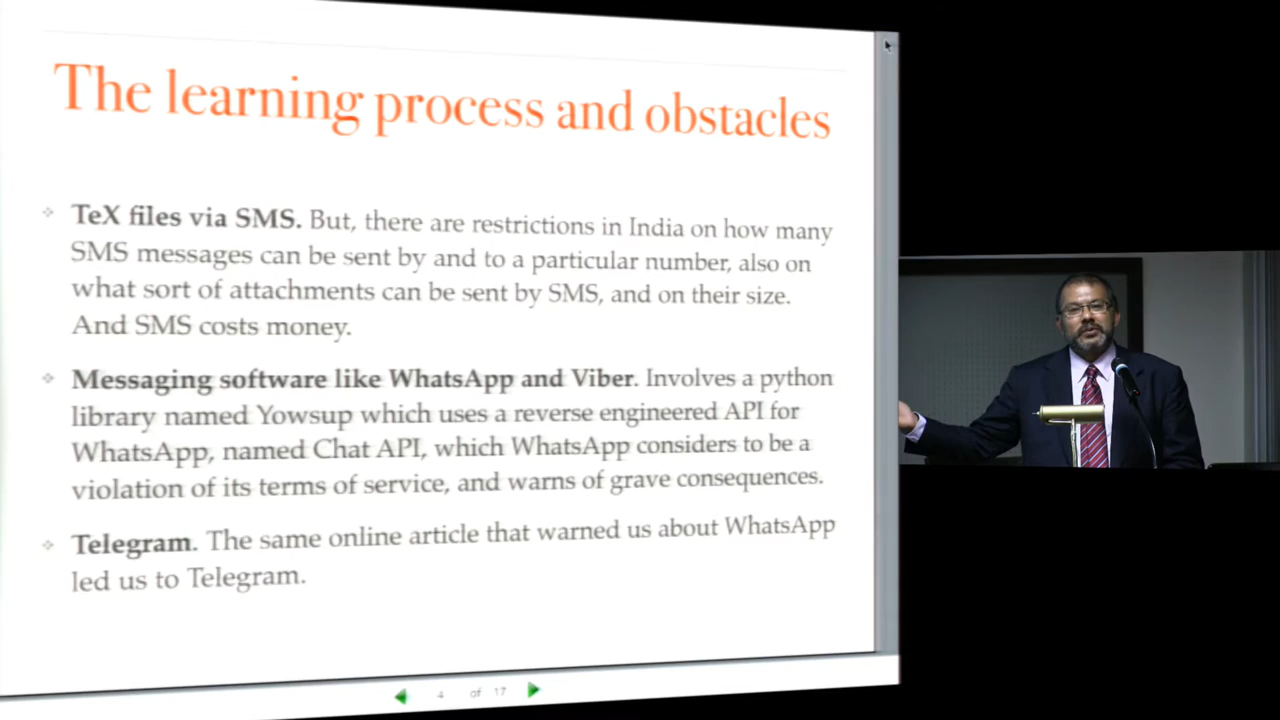 The learning process and obstacles
TeX files via SMS. But, there are restrictions in India on how many
SMS messages can be sent by and to a particular number, also on
what sort of attachments can be sent by SMS, and on their size.
And SMS costs money.
Messaging software like WhatsApp and Viber. Involves a python
library named Yowsup which uses a reverse engineered API for
WhatsApp, named Chat API, which WhatsApp considers to be a
violation of its terms of service, and warns of grave consequences.
Telegram. The same online article that warned us about WhatsApp
led us to Telegram.
4 of 17